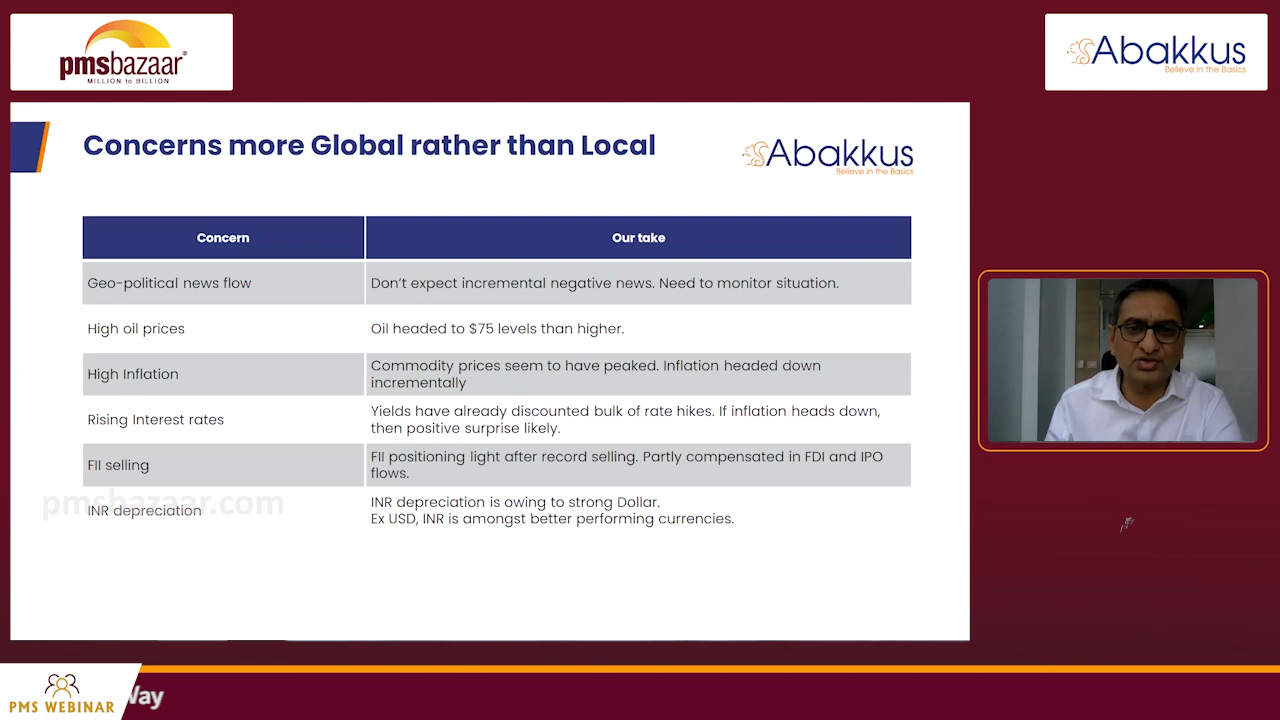 pmsbazaar®
MILLION to BILLION
Abakkus
Believe in the Basics
Concerns more Global rather than Local
Abakkus
Believe in the Basics
Concern
Our take
Geo-political news flow
Don't expect incremental negative news. Need to monitor situation.
High oil prices
Oil headed to $75 levels than higher.
High Inflation
Commodity prices seem to have peaked. Inflation headed down
incrementally
Rising Interest rates
Yields have already discounted bulk of rate hikes. If inflation heads down,
then positive surprise likely.
FII selling
FII positioning light after record selling. Partly compensated in FDI and IPO
flows.
pmsbazaar.com
INR depreciation
INR depreciation is owing to strong Dollar.
Ex USD, INR is amongst better performing currencies.
PMS WEBINAR
Way